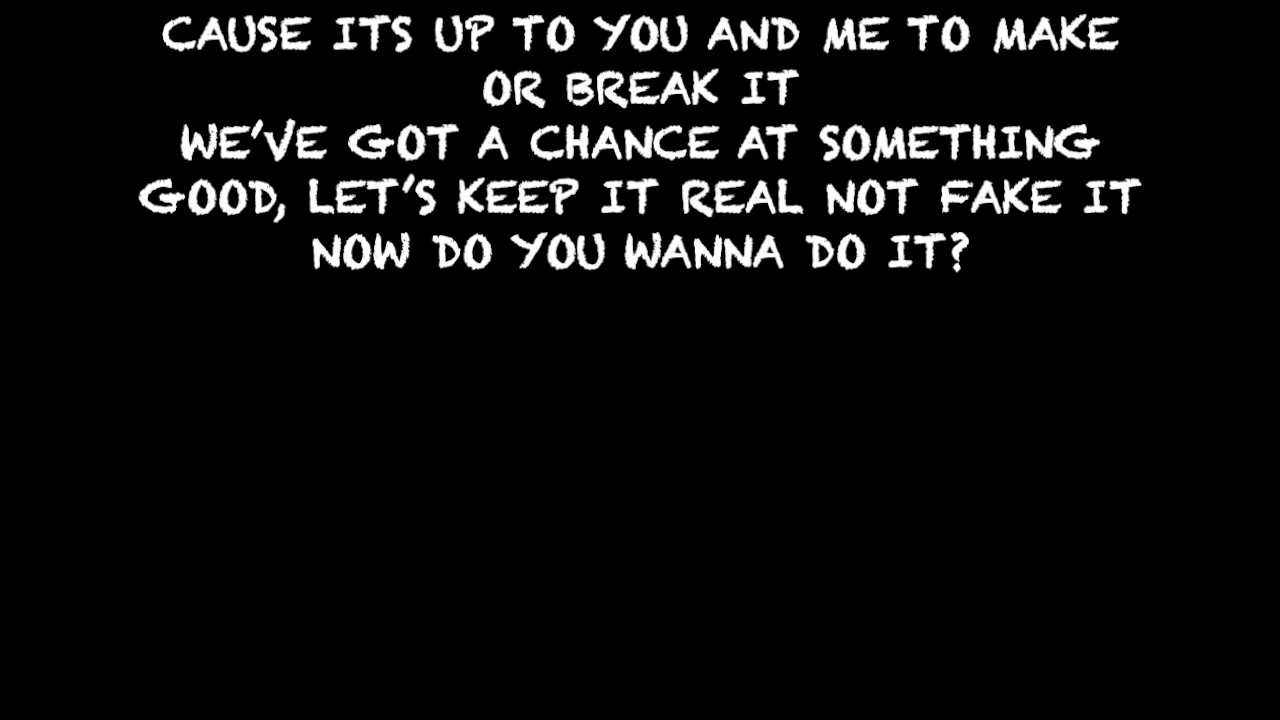 CAUSE ITS UP TO YOU AND ME TO MAKE
OR BREAK IT
WE'VE GOT A CHANCE AT SOMETHING
GOOD, LET'S KEEP IT REAL NOT FAKE IT
NOW DO YOU WANNA DO IT?